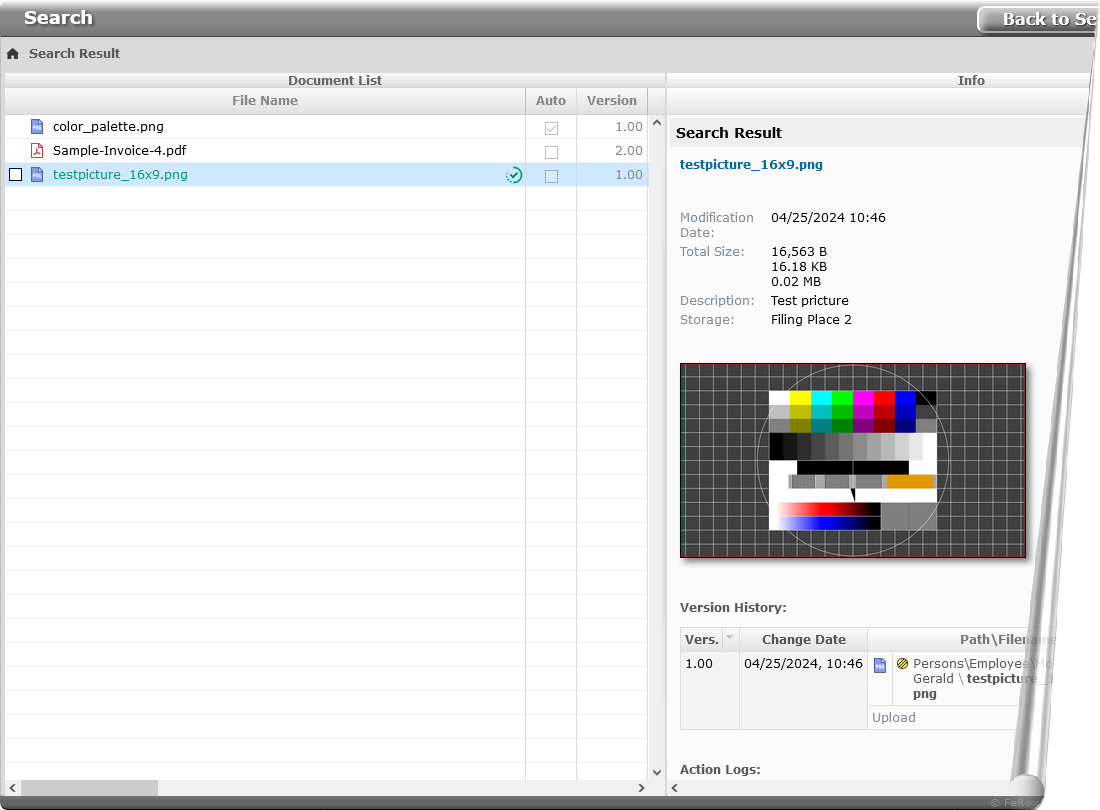 Search
Back to Se
Search Result
Document List
Info
File Name Auto Version
color_palette.png 1.00
Sample-Invoice-4.pdf 2.00
testpicture_16x9.png 1.00
Search Result
testpicture_16x9.png
Modification Date: 04/25/2024 10:46
Total Size: 16,563 B
16.18 KB
0.02 MB
Description: Test pricture
Storage: Filing Place 2
Version History:
Vers. Change Date Path\Filename
1.00 04/25/2024, 10:46 Persons\Employee\Mo
Gerald \ testpicture_1
png
Upload
Action Logs: